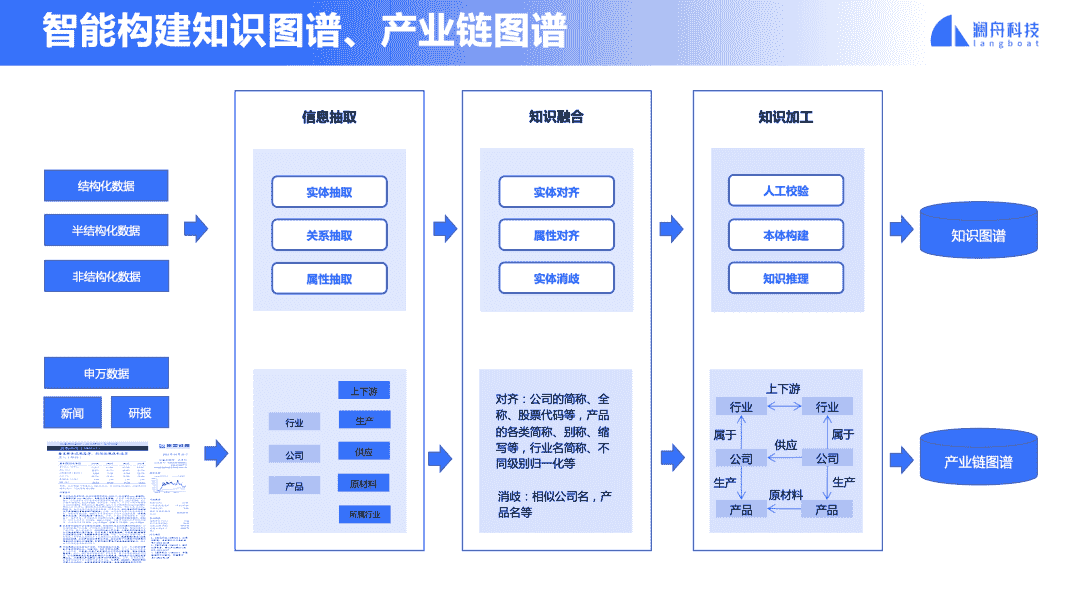 智能构建知识图谱、产业链图谱
澜舟科技
langboat
结构化数据
半结构化数据
非结构化数据
信息抽取
实体抽取
关系抽取
属性抽取
知识融合
实体对齐
属性对齐
实体消歧
知识加工
人工校验
本体构建
知识推理
知识图谱
申万数据
新闻
研报
行业
公司
产品
上下游
生产
供应
原材料
所属行业
对齐：公司的简称、全
称、股票代码等，产品
的各类简称、别称、缩
写等，行业名简称、不
同级别归一化等
消歧：相似公司名，产
品名等
上下游
行业
行业
属于
供应
属于
公司
公司
生产
原材料
生产
产品
产品
产业链图谱